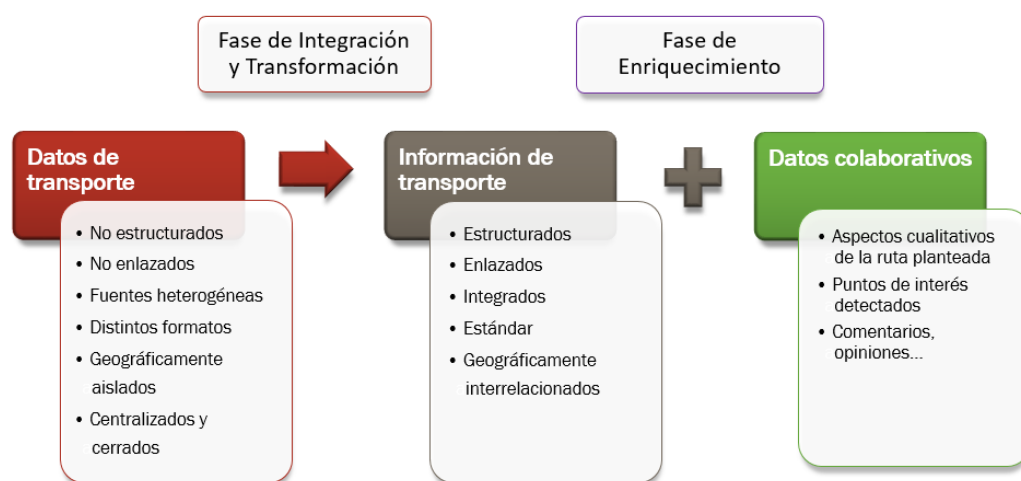 Fase de Integración
y Transformación
Fase de
Enriquecimiento
Datos de
transporte
• No estructurados
• No enlazados
• Fuentes heterogéneas
• Distintos formatos
• Geográficamente
aislados
• Centralizados y
cerrados
Información de
transporte
• Estructurados
• Enlazados
• Integrados
• Estándar
• Geográficamente
interrelacionados
Datos colaborativos
• Aspectos cualitativos
de la ruta planteada
• Puntos de interés
detectados
• Comentarios,
opiniones...